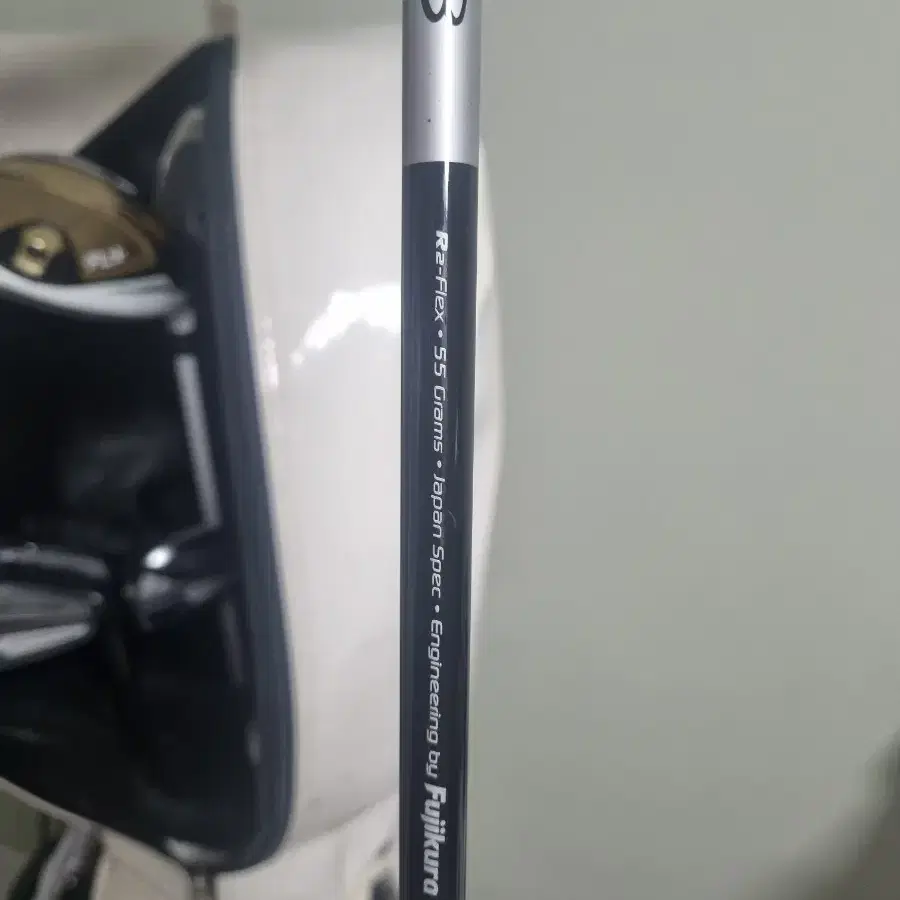 S
R2-Flex • 55 Grams • Japan Spec • Engineering by Fujikura